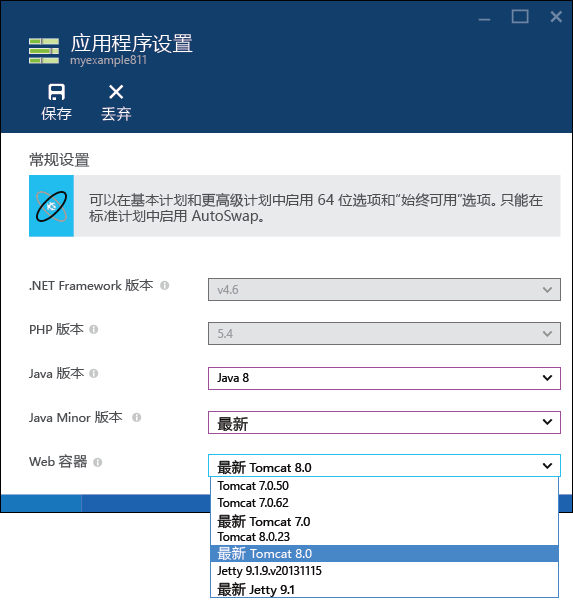 应用程序设置
myexample811
保存 丢弃
常规设置
可以在基本计划和更高级计划中启用 64 位选项和“始终可用”选项。只能在
标准计划中启用 AutoSwap。
.NET Framework 版本 v4.6
PHP 版本 5.4
Java 版本 Java 8
Java Minor 版本 最新
Web 容器 最新 Tomcat 8.0
Tomcat 7.0.50
Tomcat 7.0.62
最新 Tomcat 7.0
Tomcat 8.0.23
最新 Tomcat 8.0
Jetty 9.1.9.v20131115
最新 Jetty 9.1